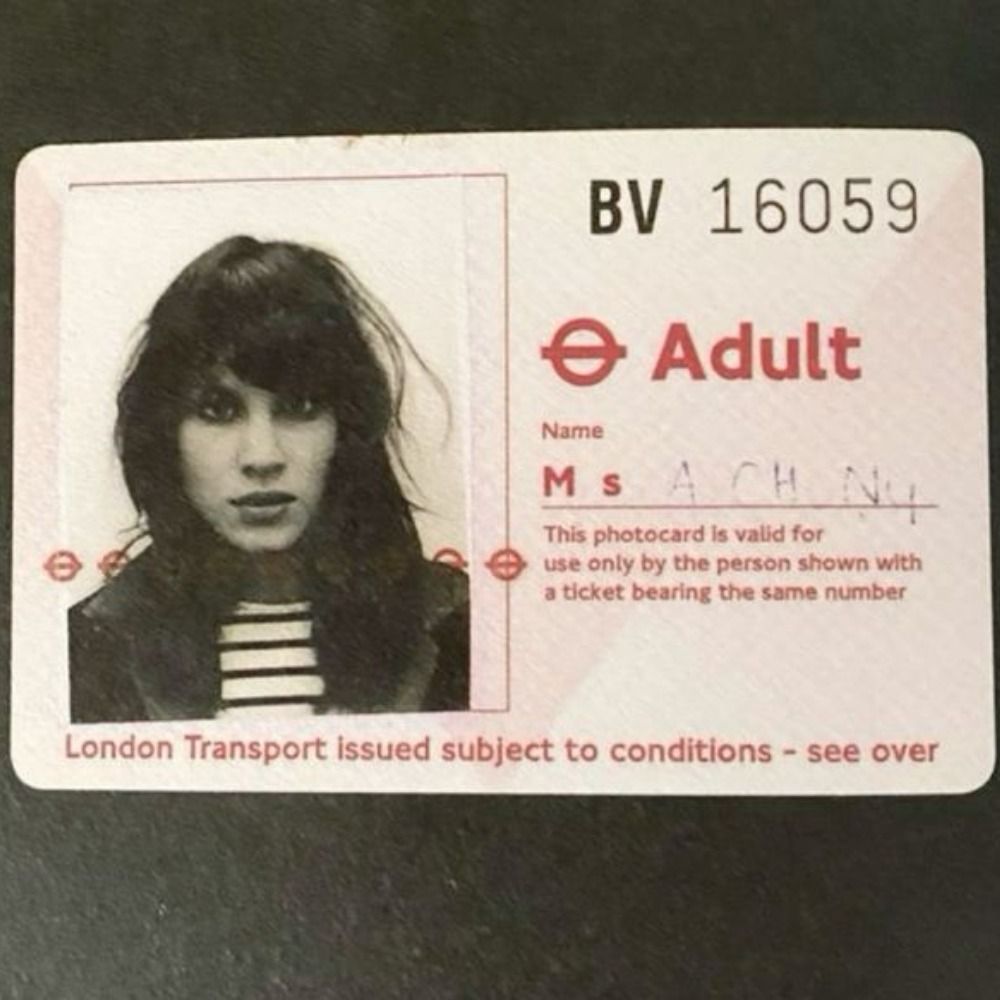 BV 16059
Adult
Name
Ms A CH
This photocard is valid for
use only by the person shown with
a ticket bearing the same number
London Transport issued subject to conditions - see over